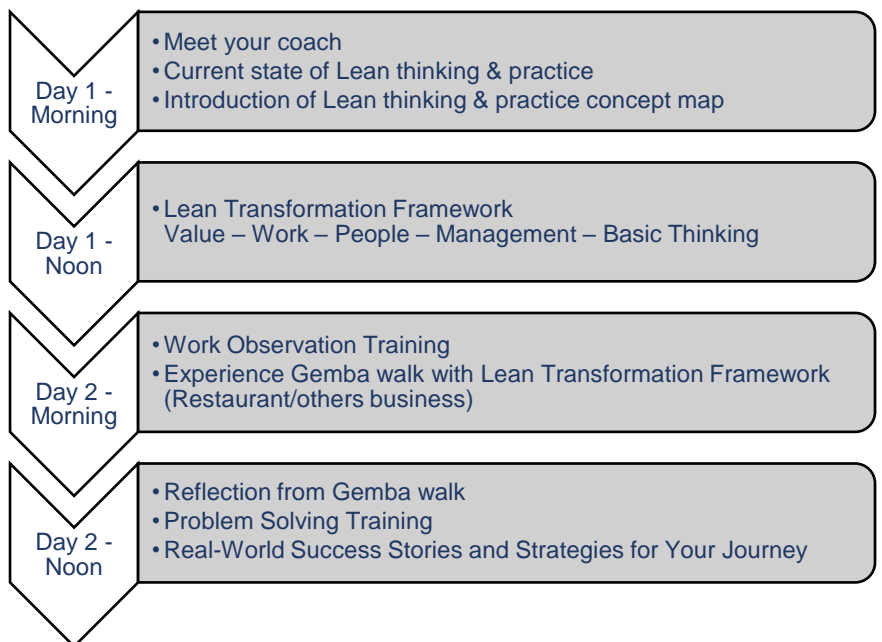 Day 1 -
Morning
• Meet your coach
• Current state of Lean thinking & practice
• Introduction of Lean thinking & practice concept map
Day 1 -
Noon
• Lean Transformation Framework
Value – Work – People – Management – Basic Thinking
Day 2 -
Morning
• Work Observation Training
• Experience Gemba walk with Lean Transformation Framework
(Restaurant/others business)
Day 2 -
Noon
• Reflection from Gemba walk
• Problem Solving Training
• Real-World Success Stories and Strategies for Your Journey